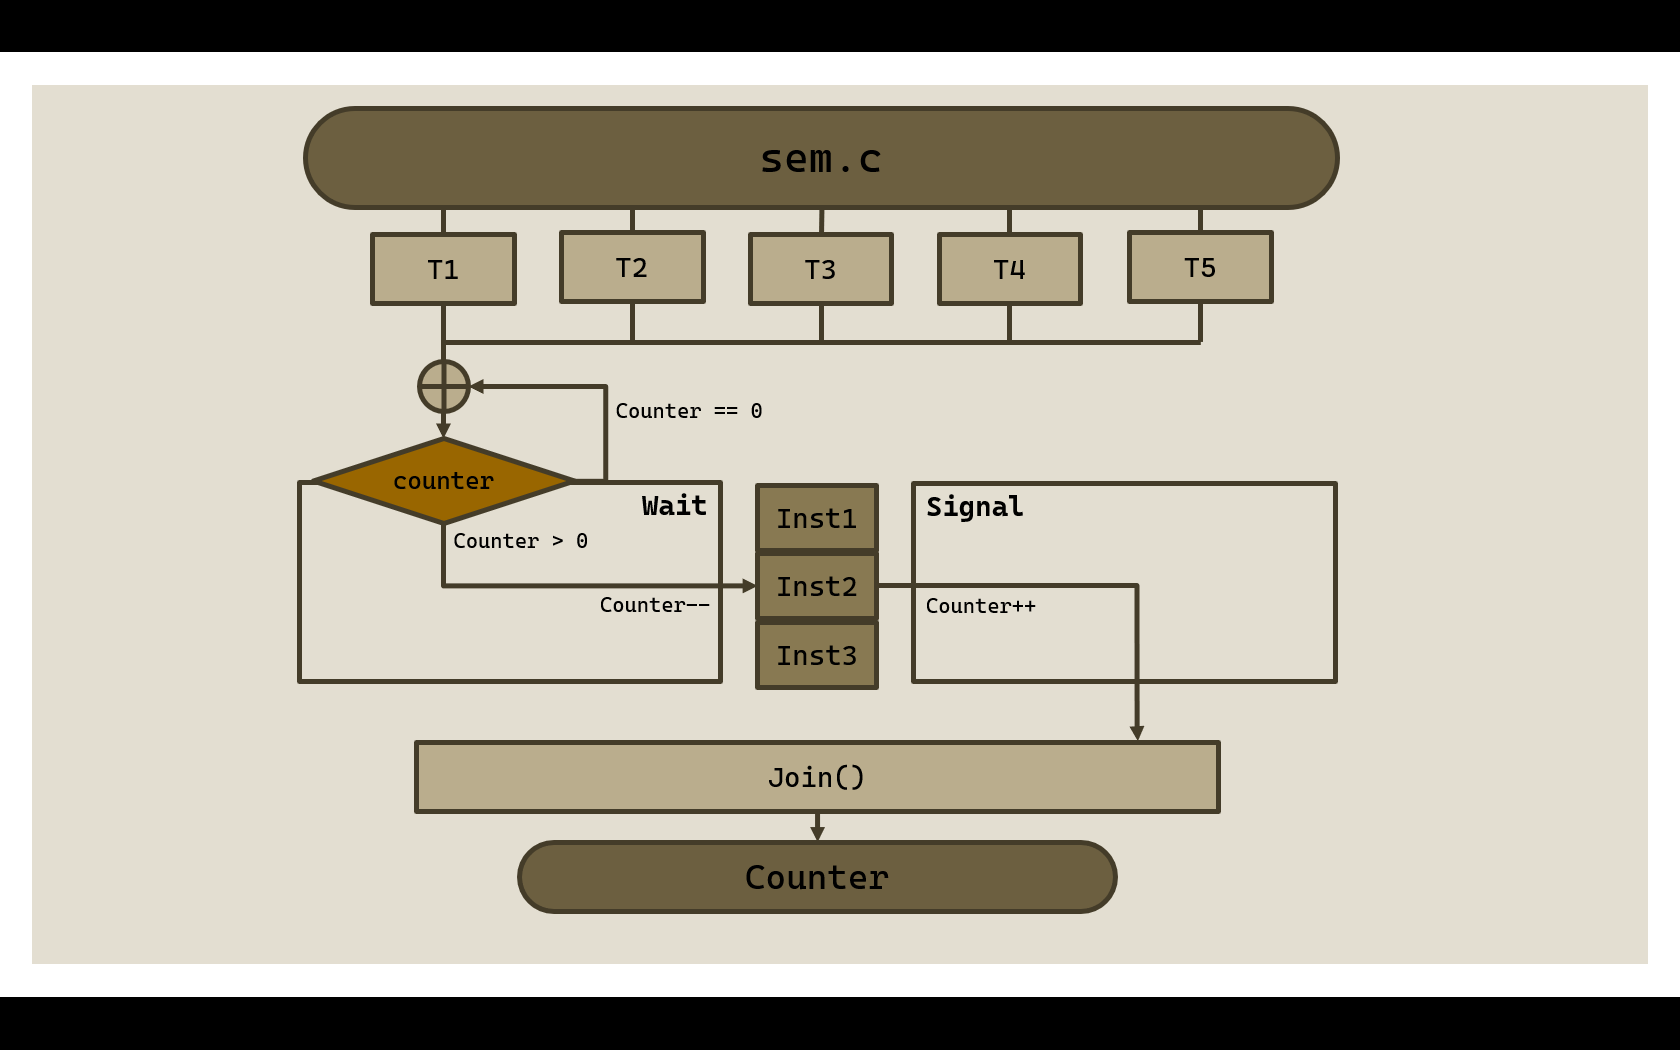 sem.c
T1
T2
T3
T4
T5
Counter == 0
counter
Wait
Counter > 0
Counter--
Inst1
Inst2
Inst3
Signal
Counter++
Join()
Counter